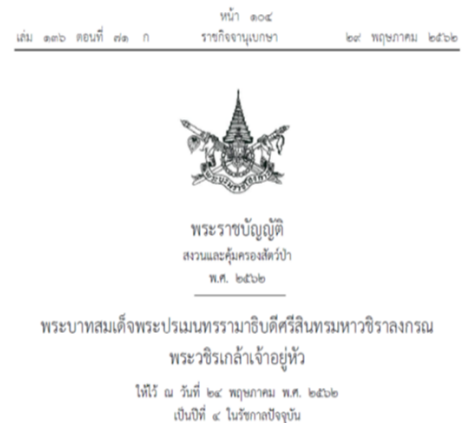 หน้า ๑๐๔
เล่ม ๑๓๖ ตอนที่ ๗๑ ก ราชกิจจานุเบกษา ๒๙ พฤษภาคม ๒๕๖๒
พระราชบัญญัติ
สงวนและคุ้มครองสัตว์ป่า
พ.ศ. ๒๕๖๒
พระบาทสมเด็จพระปรเมนทรรามาธิบดีศรีสินทรมหาวชิราลงกรณ
พระวชิรเกล้าเจ้าอยู่หัว
ให้ไว้ ณ วันที่ ๒๔ พฤษภาคม พ.ศ. ๒๕๖๒
เป็นปีที่ ๔ ในรัชกาลปัจจุบัน